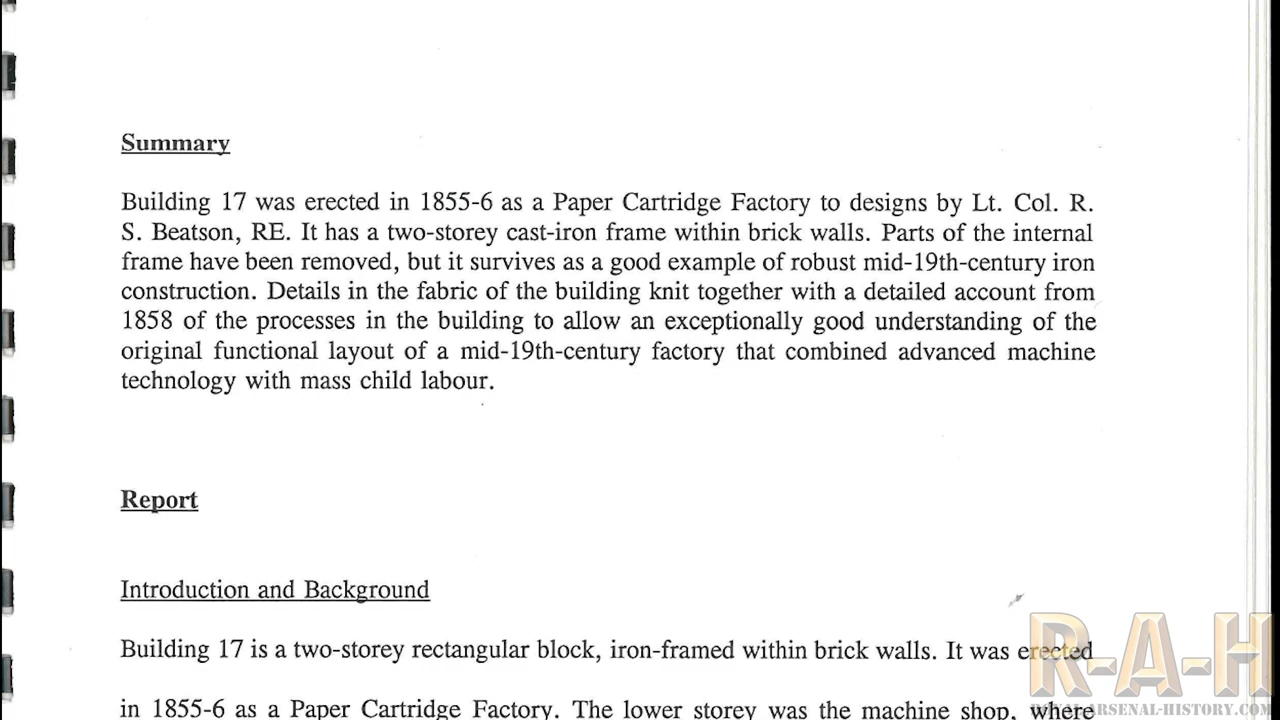 Summary
Building 17 was erected in 1855-6 as a Paper Cartridge Factory to designs by Lt. Col. R.
S. Beatson, RE. It has a two-storey cast-iron frame within brick walls. Parts of the internal
frame have been removed, but it survives as a good example of robust mid-19th-century iron
construction. Details in the fabric of the building knit together with a detailed account from
1858 of the processes in the building to allow an exceptionally good understanding of the
original functional layout of a mid-19th-century factory that combined advanced machine
technology with mass child labour.
Report
Introduction and Background
Building 17 is a two-storey rectangular block, iron-framed within brick walls. It was erected
in 1855-6 as a Paper Cartridge Factory. The lower storey was the machine shop, where
R-A-H
ROYAL-ARSENAL-HISTORY.COM